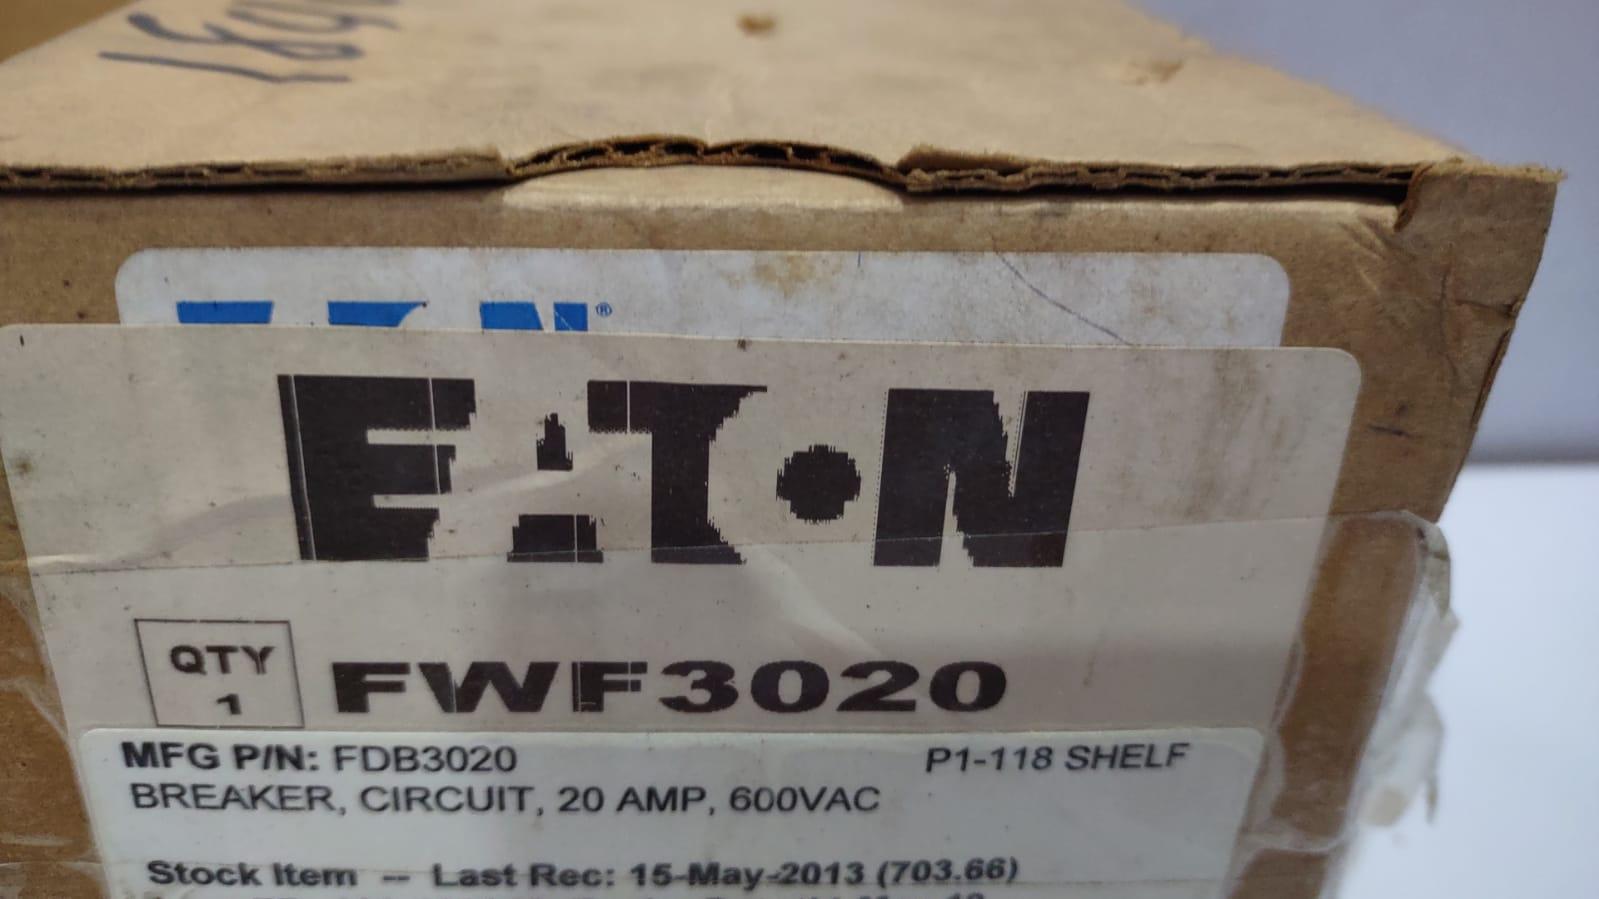 EATON
QTY
1
FWF3020
MFG P/N: FDB3020
P1-118 SHELF
BREAKER, CIRCUIT, 20 AMP, 600VAC
Stock Item -- Last Rec: 15-May-2013 (703.66)